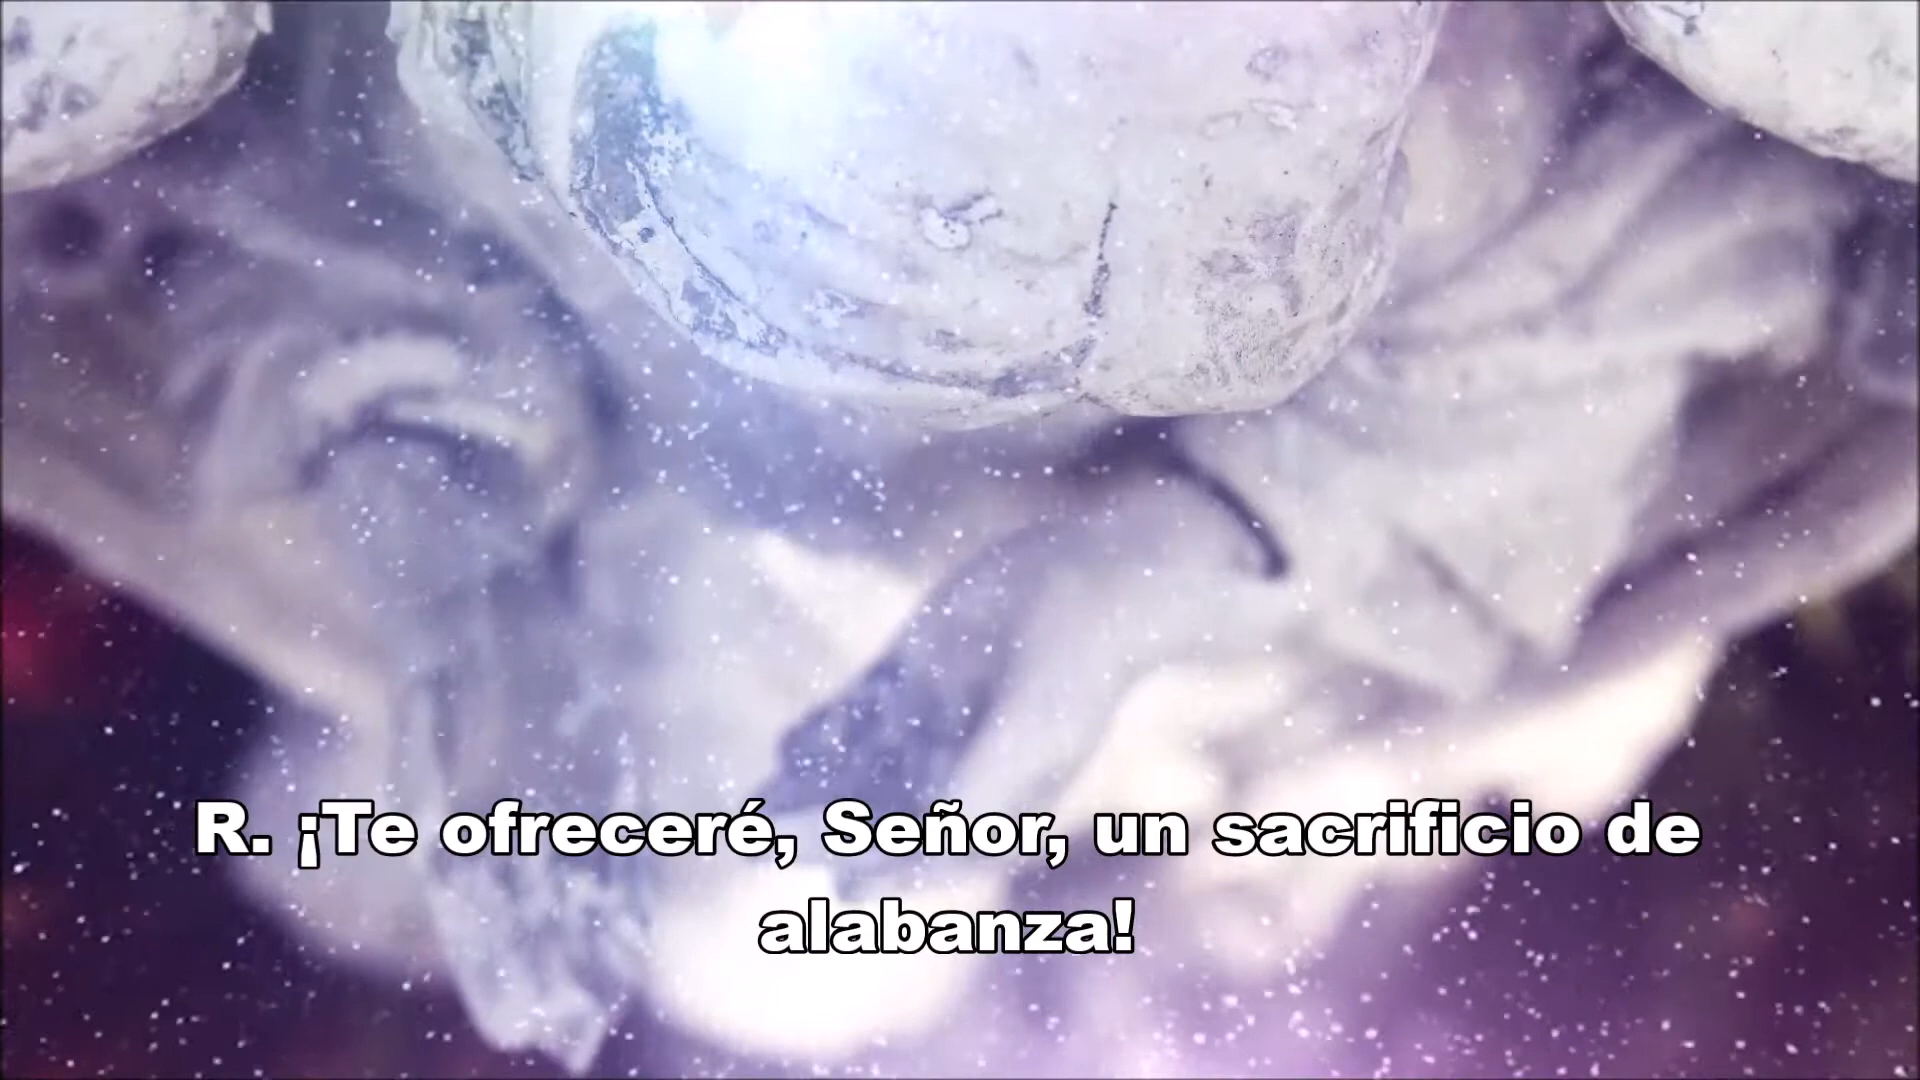 R. ¡Te ofreceré, Señor, un sacrificio de
alabanza!